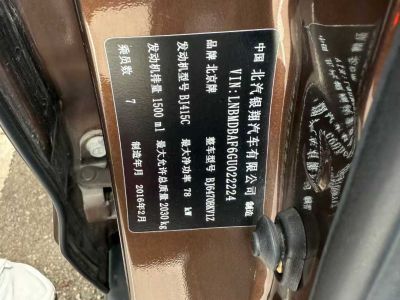 中国 北汽银翔汽车有限公司 制造
VIN:LNBMDBAF6GU022224
品牌 北京牌 整车型号 BJ6470BKV1Z
发动机型号 BJ415C 最大净功率 78 kW
发动机排量 1500 ml 最大允许总质量 2030kg
乘员数 7 制造年月 2016年2月